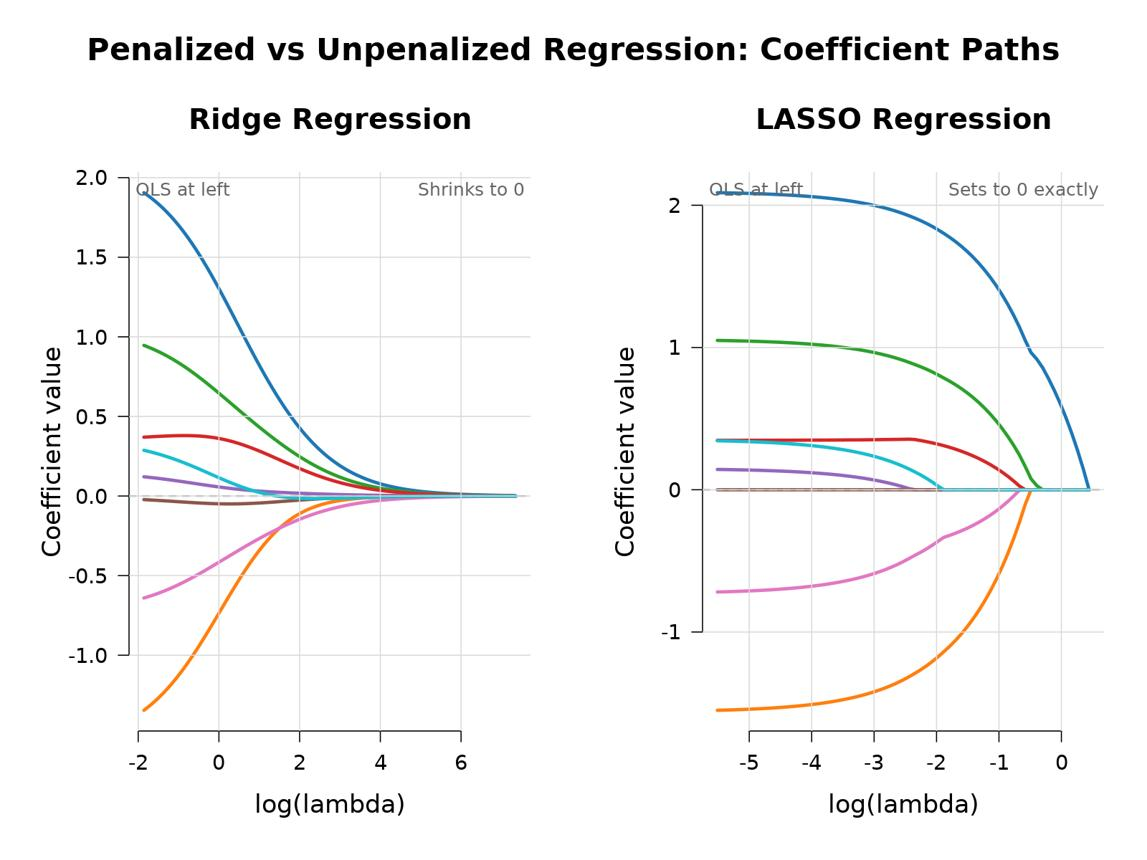 Penalized vs Unpenalized Regression: Coefficient Paths
Ridge Regression
OLS at left
Shrinks to 0
2.0
1.5
1.0
0.5
0.0
-0.5
-1.0
Coefficient value
-2 0 2 4 6
log(lambda)
LASSO Regression
OLS at left
Sets to 0 exactly
2
1
0
-1
Coefficient value
-5 -4 -3 -2 -1 0
log(lambda)